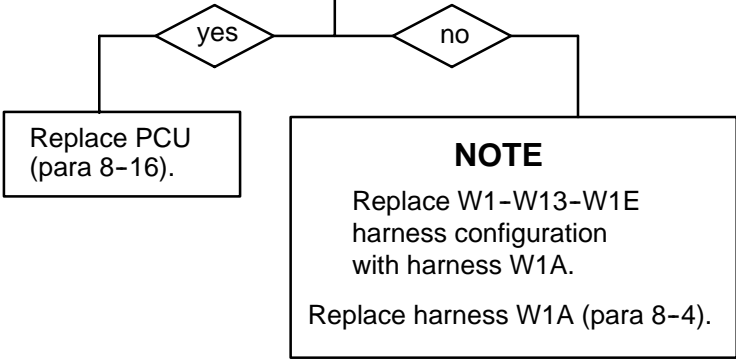 yes
no
Replace PCU
(para 8-16).
NOTE
Replace W1-W13-W1E
harness configuration
with harness W1A.
Replace harness W1A (para 8-4).